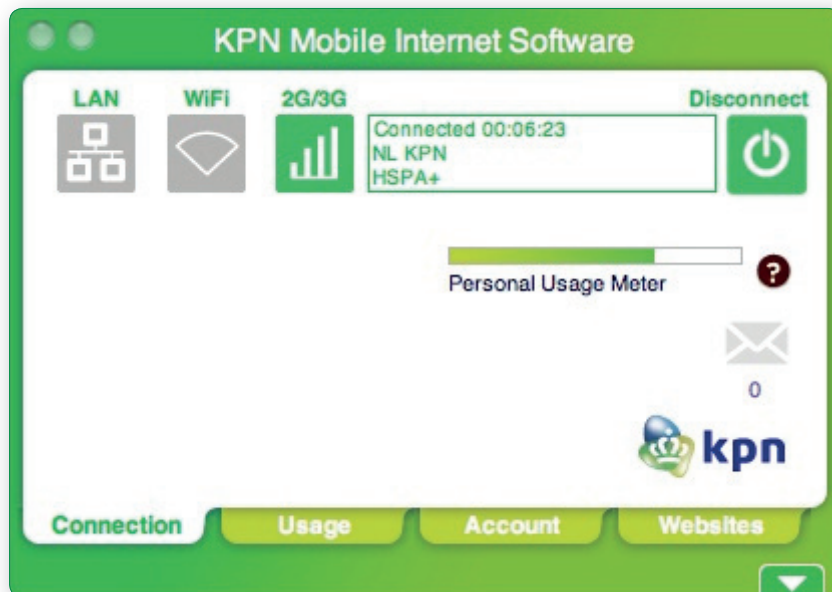 KPN Mobile Internet Software
LAN WiFi 2G/3G Disconnect
Connected 00:06:23
NL KPN
HSPA+
?
Personal Usage Meter
0
kpn
Connection Usage Account Websites